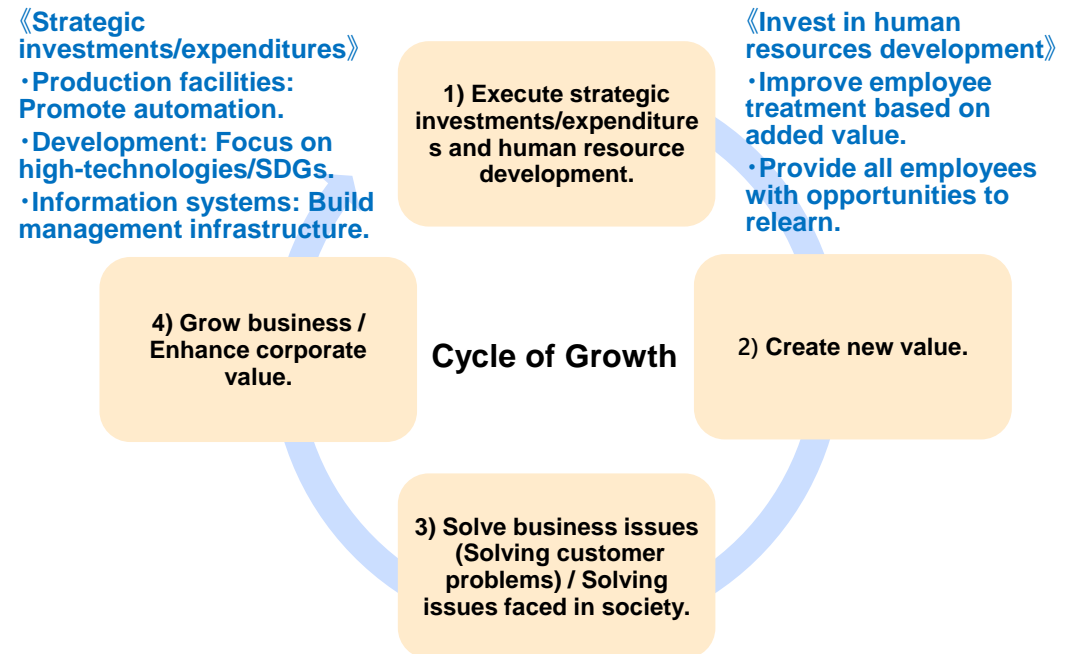 《Strategic
investments/expenditures》
・Production facilities:
Promote automation.
・Development: Focus on
high-technologies/SDGs.
・Information systems: Build
management infrastructure.
《Invest in human
resources development》
・Improve employee
treatment based on
added value.
・Provide all employees
with opportunities to
relearn.
1) Execute strategic
investments/expenditure
s and human resource
development.
2) Create new value.
3) Solve business issues
(Solving customer
problems) / Solving
issues faced in society.
4) Grow business /
Enhance corporate
value.
Cycle of Growth